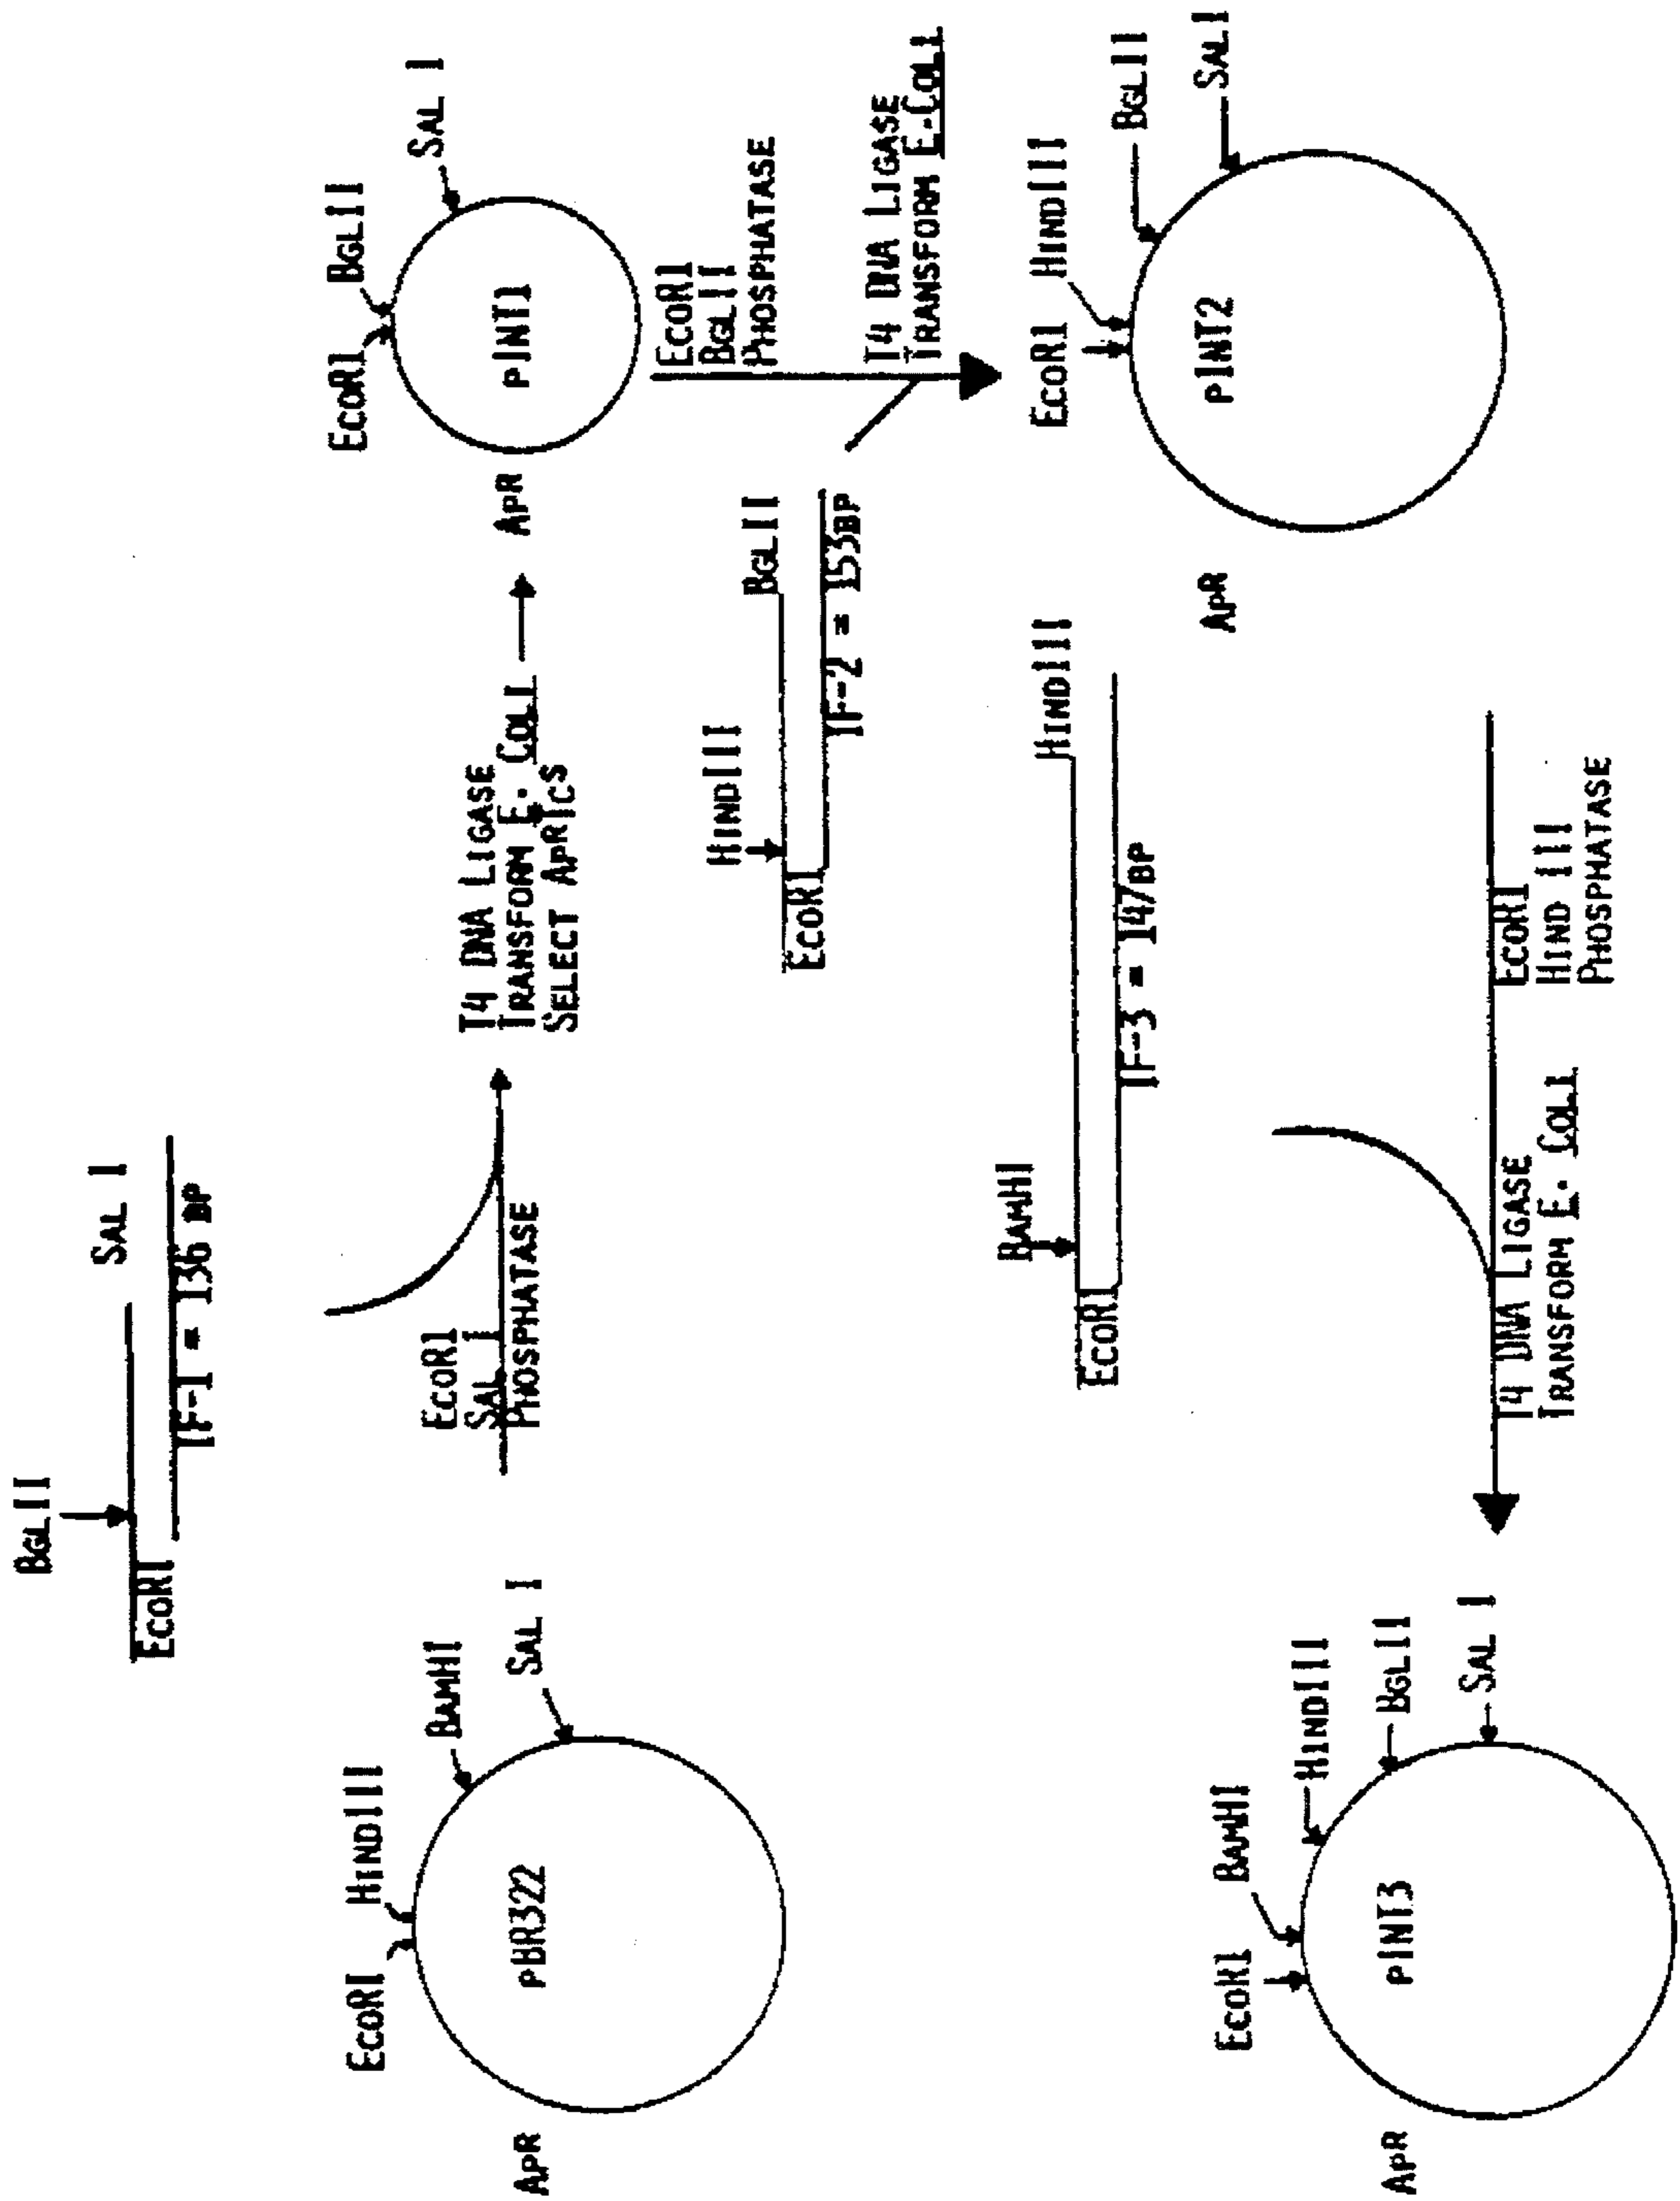 BglII
Sal I
EcoRI
IF-1 = 136 bp
EcoRI
HindIII
BamHI
Sal I
pBR322
ApR
EcoRI
Sal I
Phosphatase
T4 DNA Ligase
Transform E. Coli
Select ApRTcS
ApR
EcoRI
BglII
Sal I
pINT1
EcoRI
BglII
Phosphatase
HindIII
BglII
EcoRI
IF-2 = 153bp
T4 DNA Ligase
Transform E.Coli
EcoRI
HindIII
BglII
SalI
pINT2
ApR
BamHI
HindIII
EcoRI
IF-3 = 147bp
EcoRI
Hind III
Phosphatase
T4 DNA Ligase
Transform E. Coli
EcoRI
BamHI
HindIII
BglII
Sal I
pINT3
ApR